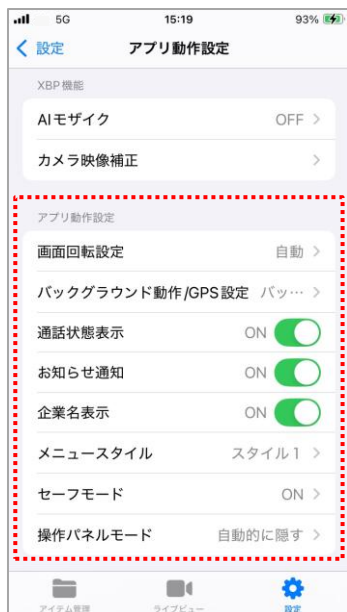 5G 15:19 93%
設定 アプリ動作設定
XBP機能
AIモザイク OFF
カメラ映像補正
アプリ動作設定
画面回転設定 自動
バックグラウンド動作/GPS設定 バッ…
通話状態表示 ON
お知らせ通知 ON
企業名表示 ON
メニュースタイル スタイル1
セーフモード ON
操作パネルモード 自動的に隠す
アイテム管理 ライブビュー 設定